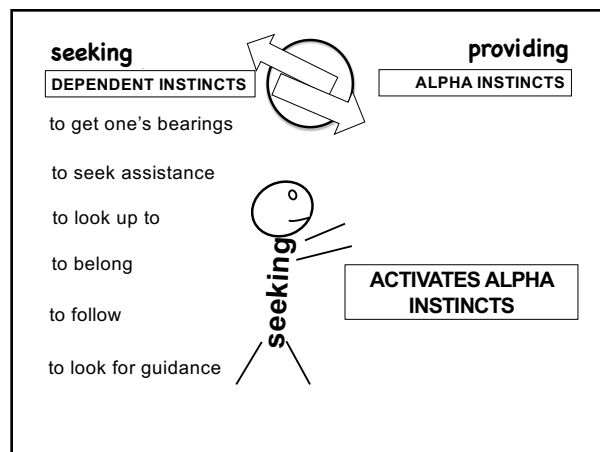 seeking
providing
DEPENDENT INSTINCTS
ALPHA INSTINCTS
to get one’s bearings
to seek assistance
to look up to
to belong
to follow
to look for guidance
seeking
ACTIVATES ALPHA
INSTINCTS